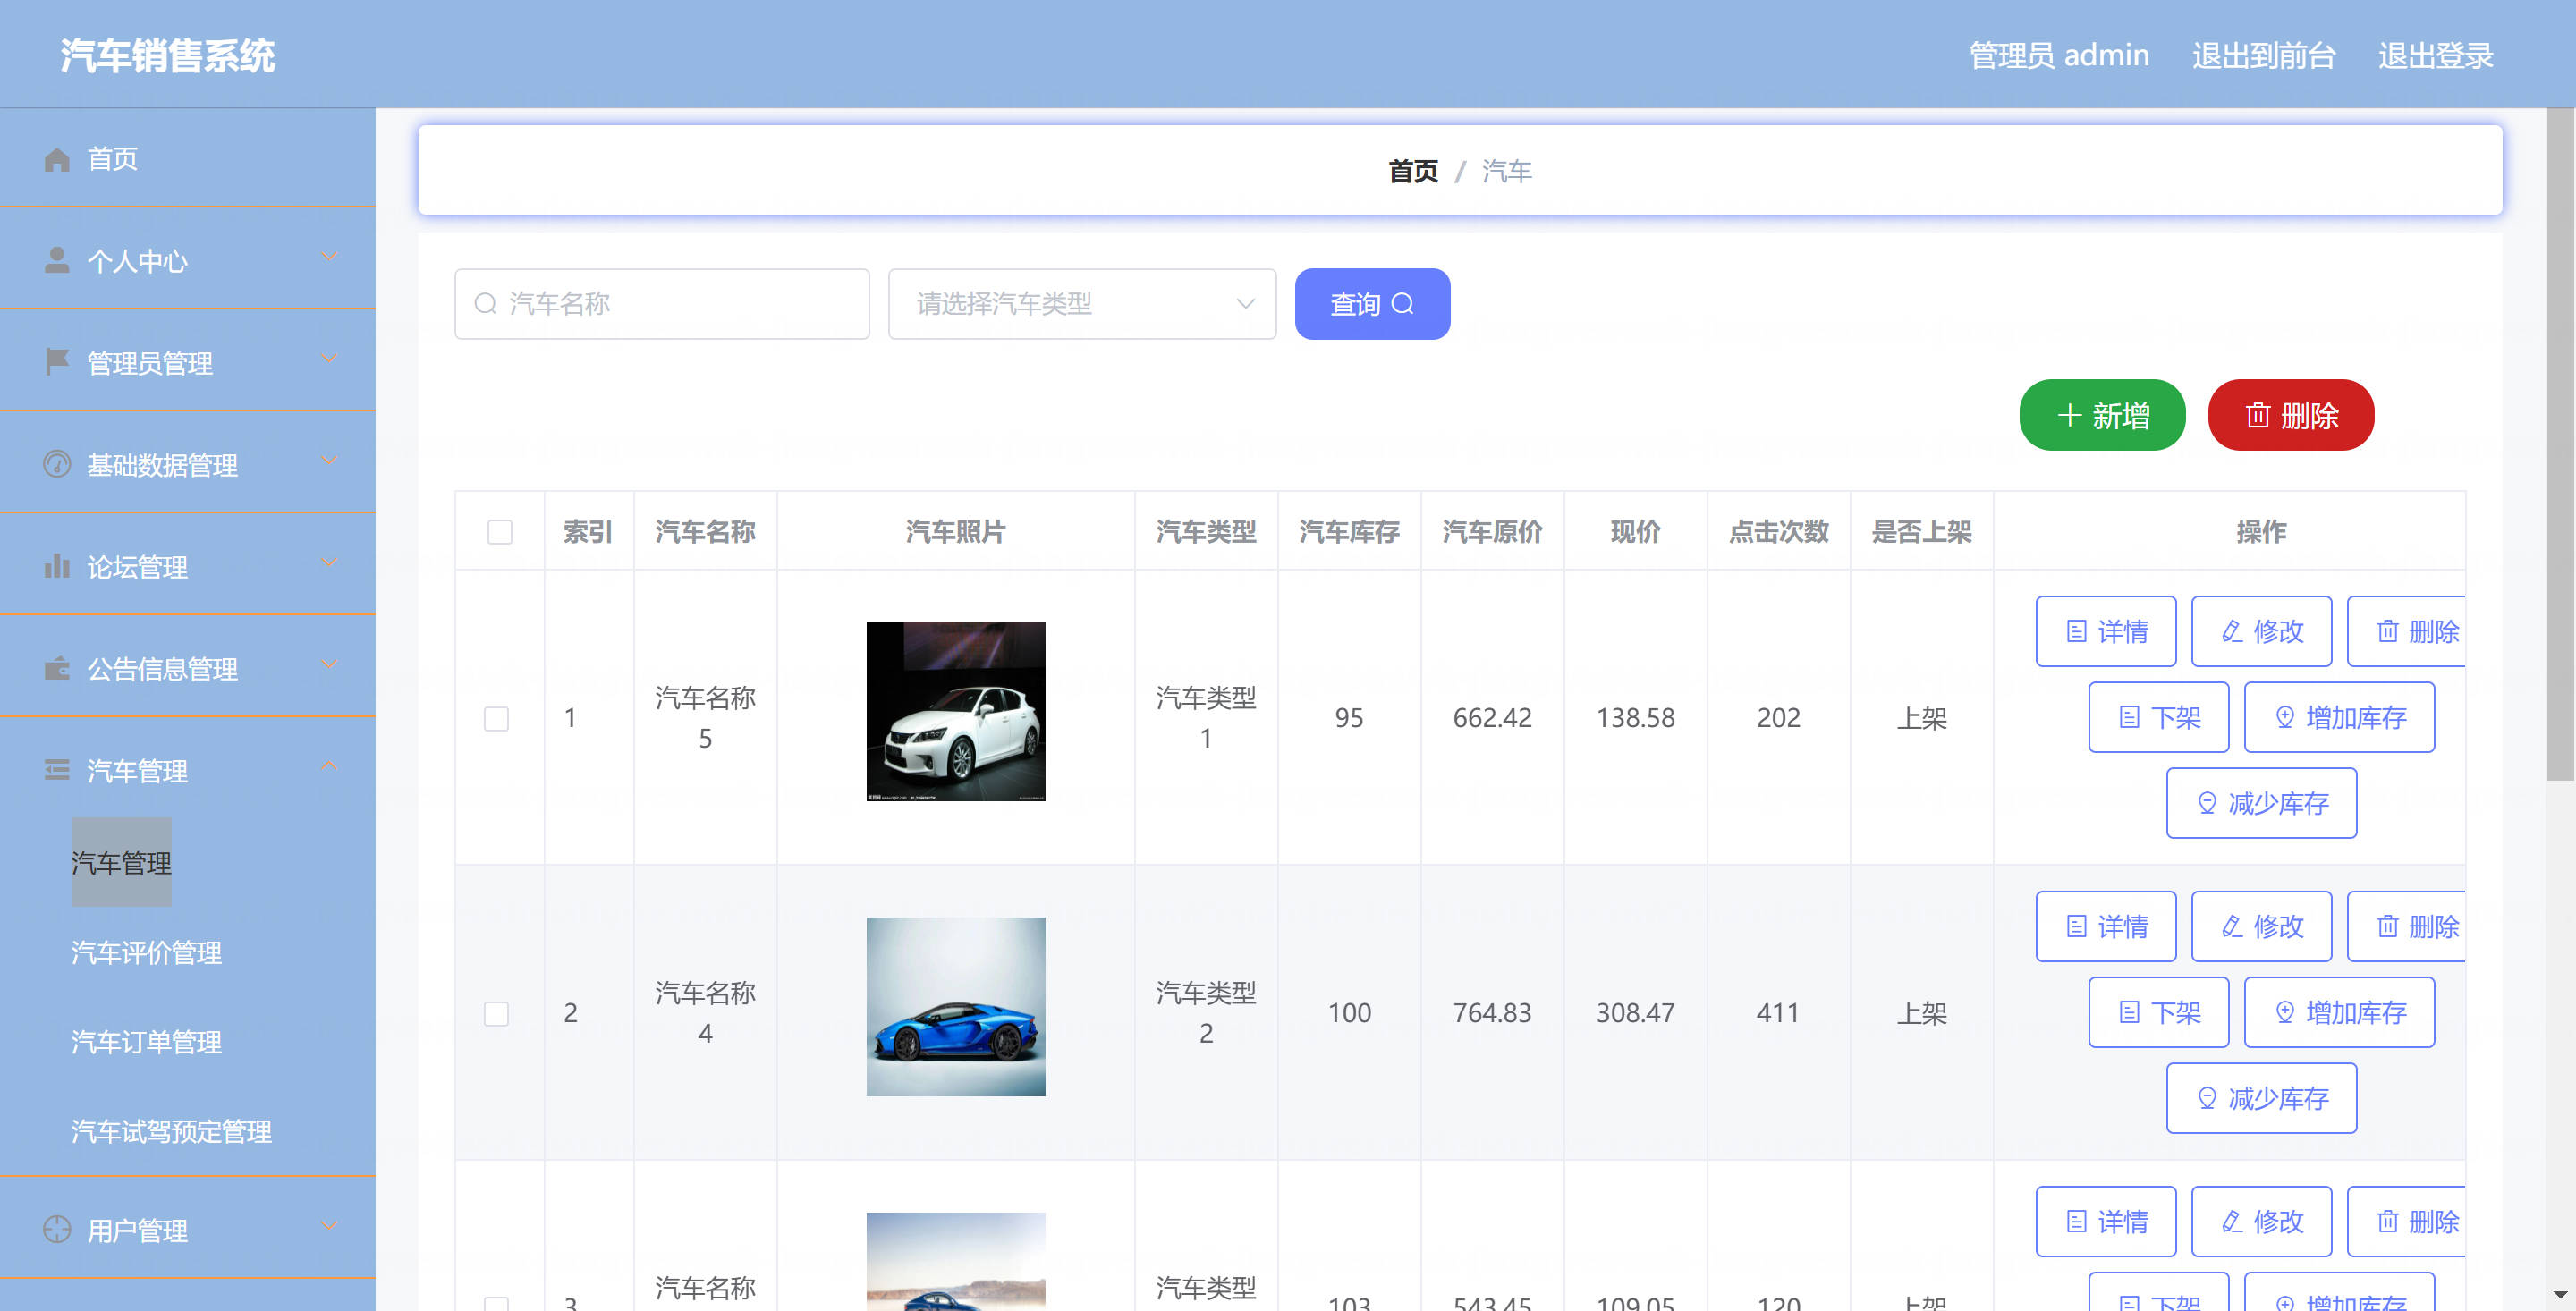 汽车销售系统
管理员 admin 退出到前台 退出登录
首页
个人中心
管理员管理
基础数据管理
论坛管理
公告信息管理
汽车管理
汽车管理
汽车评价管理
汽车订单管理
汽车试驾预定管理
用户管理
首页 / 汽车
汽车名称 请选择汽车类型 查询
新增 删除
索引 汽车名称 汽车照片 汽车类型 汽车库存 汽车原价 现价 点击次数 是否上架 操作
1 汽车名称5 汽车类型1 95 662.42 138.58 202 上架
详情 修改 删除
下架 增加库存
减少库存
2 汽车名称4 汽车类型2 100 764.83 308.47 411 上架
详情 修改 删除
下架 增加库存
减少库存
3 汽车名称 汽车类型 103 543.45 109.05 120 上架
详情 修改 删除
下架 增加库存